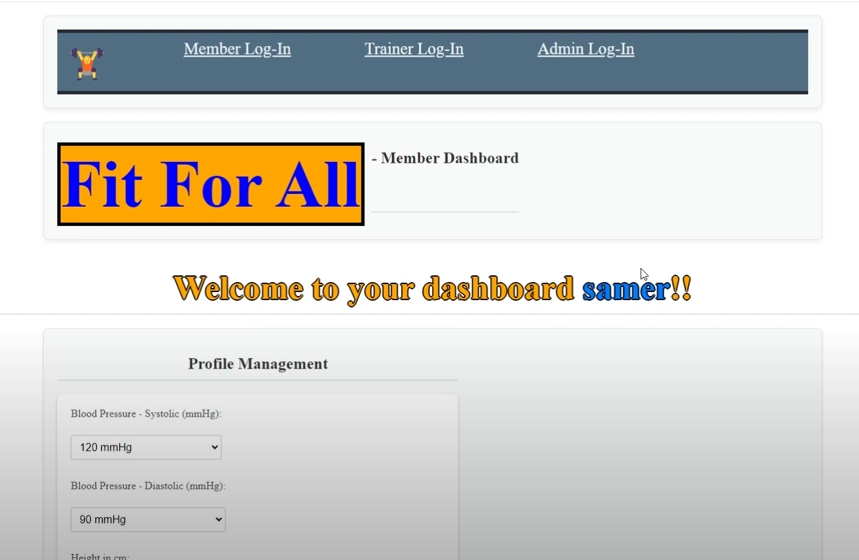 Member Log-In Trainer Log-In Admin Log-In
Fit For All - Member Dashboard
Welcome to your dashboard samer!!
Profile Management
Blood Pressure - Systolic (mmHg):
120 mmHg
Blood Pressure - Diastolic (mmHg):
90 mmHg
Height in cm: